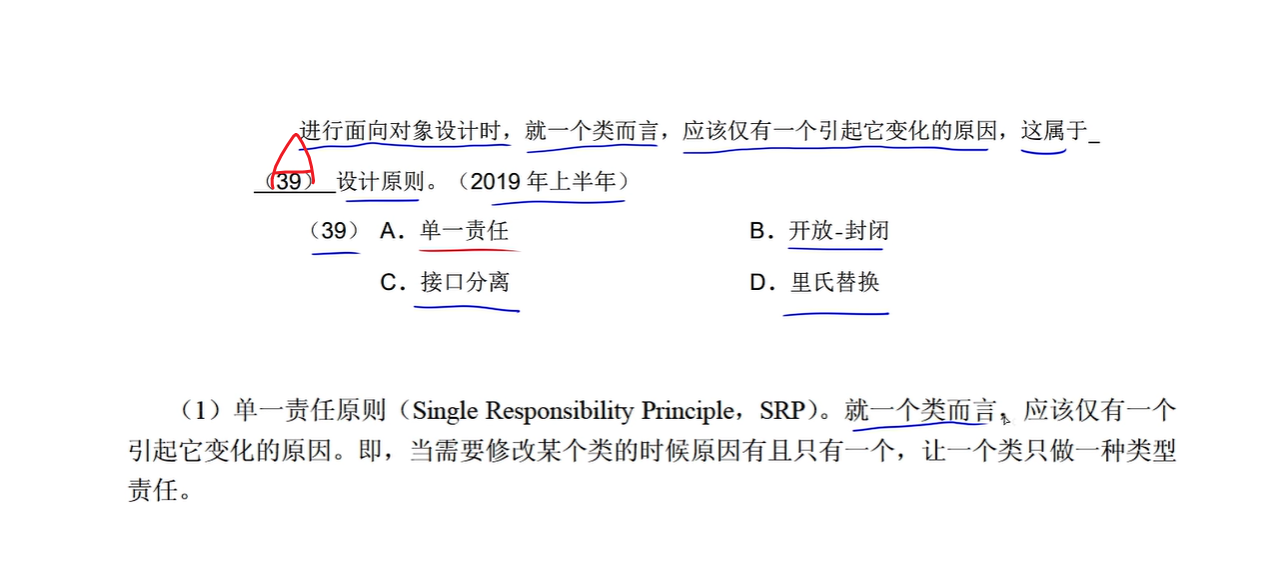 进行面向对象设计时，就一个类而言，应该仅有一个引起它变化的原因，这属于_
（39） 设计原则。（2019 年上半年）
（39） A．单一责任 B．开放-封闭
C．接口分离 D．里氏替换
（1）单一责任原则（Single Responsibility Principle，SRP）。就一个类而言，应该仅有一个
引起它变化的原因。即，当需要修改某个类的时候原因有且只有一个，让一个类只做一种类型
责任。